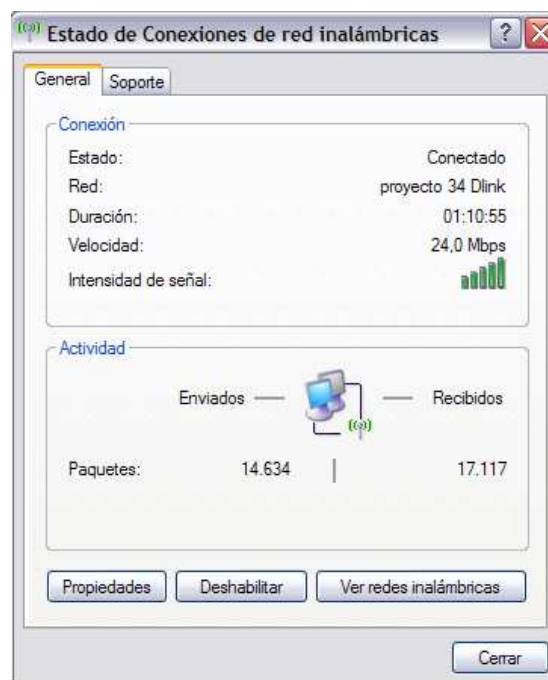 Estado de Conexiones de red inalámbricas
General Soporte
Conexión
Estado: Conectado
Red: proyecto 34 Dlink
Duración: 01:10:55
Velocidad: 24,0 Mbps
Intensidad de señal:
Actividad
Enviados Recibidos
Paquetes: 14.634 17.117
Propiedades Deshabilitar Ver redes inalámbricas
Cerrar